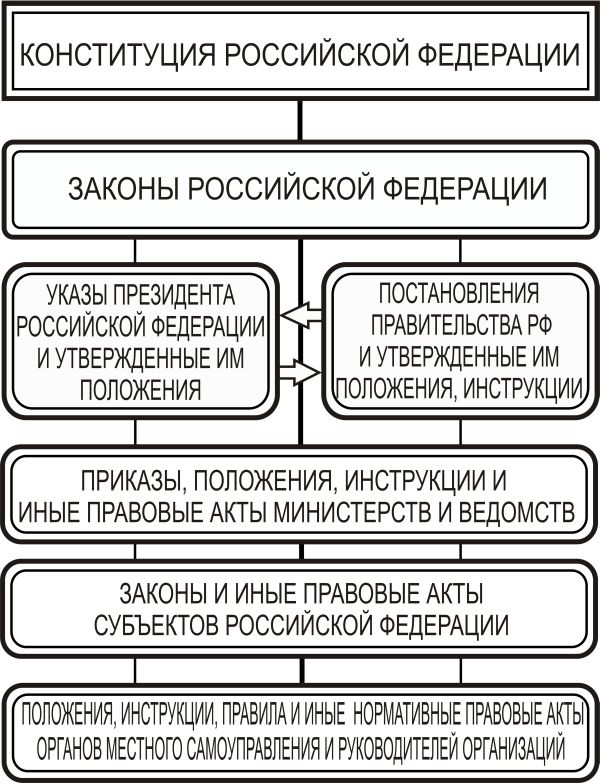 КОНСТИТУЦИЯ РОССИЙСКОЙ ФЕДЕРАЦИИ
ЗАКОНЫ РОССИЙСКОЙ ФЕДЕРАЦИИ
УКАЗЫ ПРЕЗИДЕНТА
РОССИЙСКОЙ ФЕДЕРАЦИИ
И УТВЕРЖДЕННЫЕ ИМ
ПОЛОЖЕНИЯ
ПОСТАНОВЛЕНИЯ
ПРАВИТЕЛЬСТВА РФ
И УТВЕРЖДЕННЫЕ ИМ
ПОЛОЖЕНИЯ, ИНСТРУКЦИИ
ПРИКАЗЫ, ПОЛОЖЕНИЯ, ИНСТРУКЦИИ И
ИНЫЕ ПРАВОВЫЕ АКТЫ МИНИСТЕРСТВ И ВЕДОМСТВ
ЗАКОНЫ И ИНЫЕ ПРАВОВЫЕ АКТЫ
СУБЪЕКТОВ РОССИЙСКОЙ ФЕДЕРАЦИИ
ПОЛОЖЕНИЯ, ИНСТРУКЦИИ, ПРАВИЛА И ИНЫЕ НОРМАТИВНЫЕ ПРАВОВЫЕ АКТЫ
ОРГАНОВ МЕСТНОГО САМОУПРАВЛЕНИЯ И РУКОВОДИТЕЛЕЙ ОРГАНИЗАЦИЙ